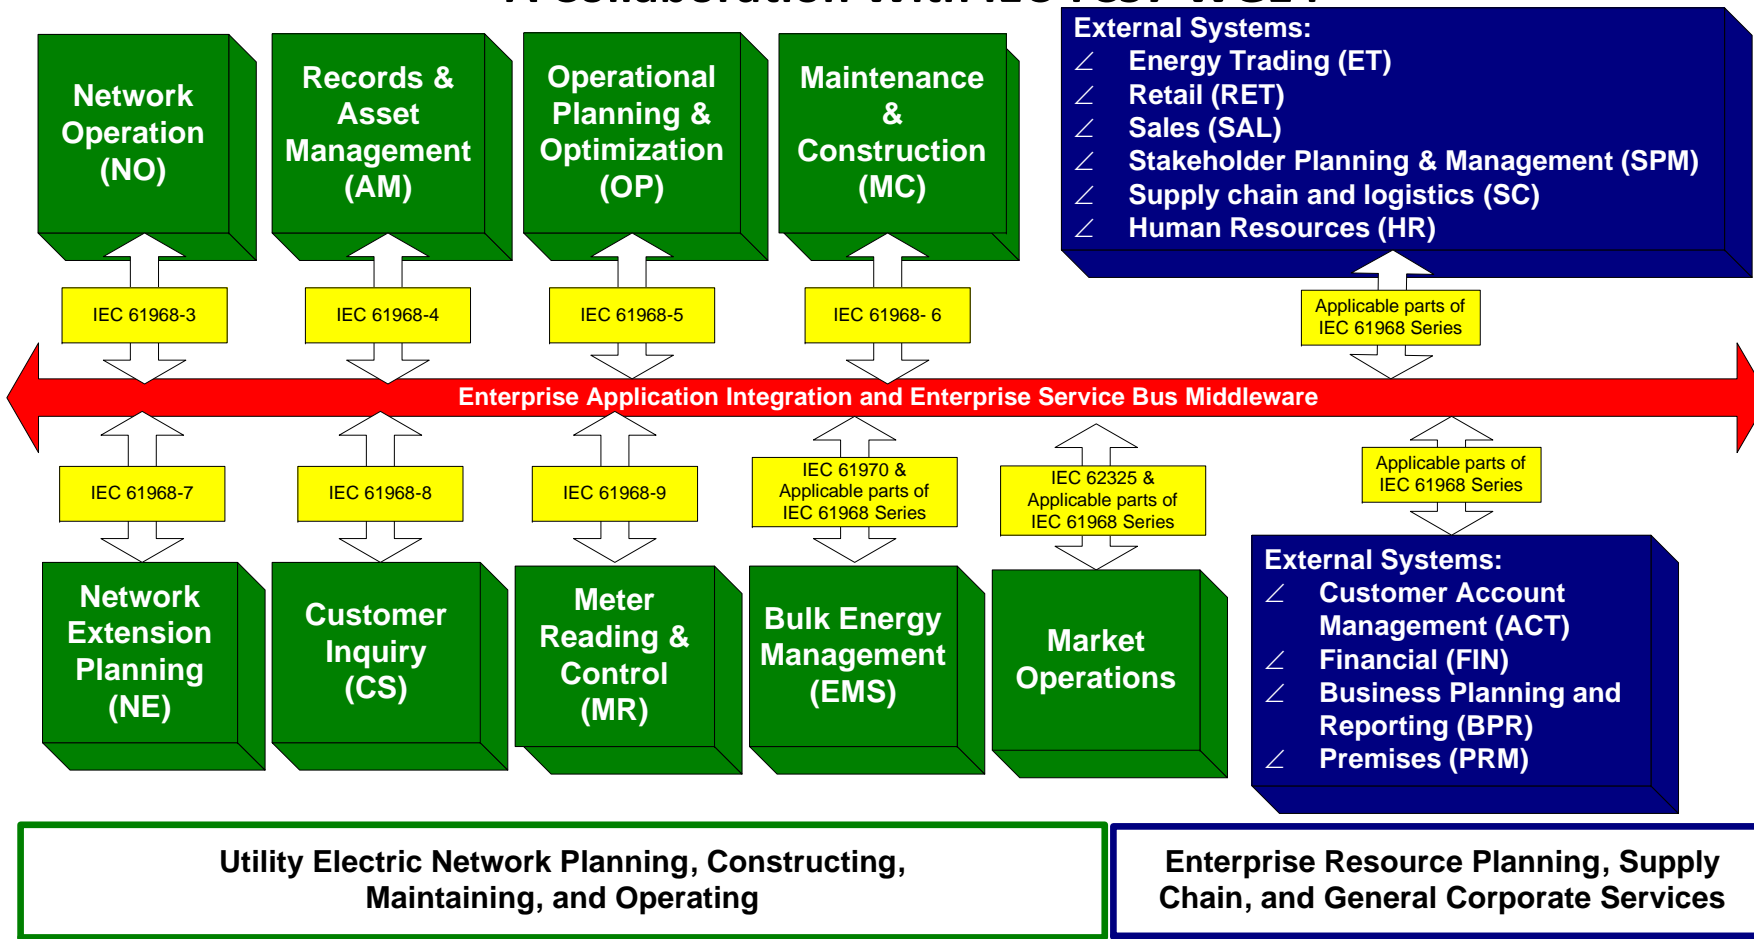 A Collaboration With IEC TC57 WG14
Network
Operation
(NO)
Records &
Asset
Management
(AM)
Operational
Planning &
Optimization
(OP)
Maintenance
&
Construction
(MC)
External Systems:
∠ Energy Trading (ET)
∠ Retail (RET)
∠ Sales (SAL)
∠ Stakeholder Planning & Management (SPM)
∠ Supply chain and logistics (SC)
∠ Human Resources (HR)
IEC 61968-3
IEC 61968-4
IEC 61968-5
IEC 61968- 6
Applicable parts of
IEC 61968 Series
Enterprise Application Integration and Enterprise Service Bus Middleware
IEC 61968-7
IEC 61968-8
IEC 61968-9
IEC 61970 &
Applicable parts of
IEC 61968 Series
IEC 62325 &
Applicable parts of
IEC 61968 Series
Applicable parts of
IEC 61968 Series
Network
Extension
Planning
(NE)
Customer
Inquiry
(CS)
Meter
Reading &
Control
(MR)
Bulk Energy
Management
(EMS)
Market
Operations
External Systems:
∠ Customer Account
Management (ACT)
∠ Financial (FIN)
∠ Business Planning and
Reporting (BPR)
∠ Premises (PRM)
Utility Electric Network Planning, Constructing,
Maintaining, and Operating
Enterprise Resource Planning, Supply
Chain, and General Corporate Services